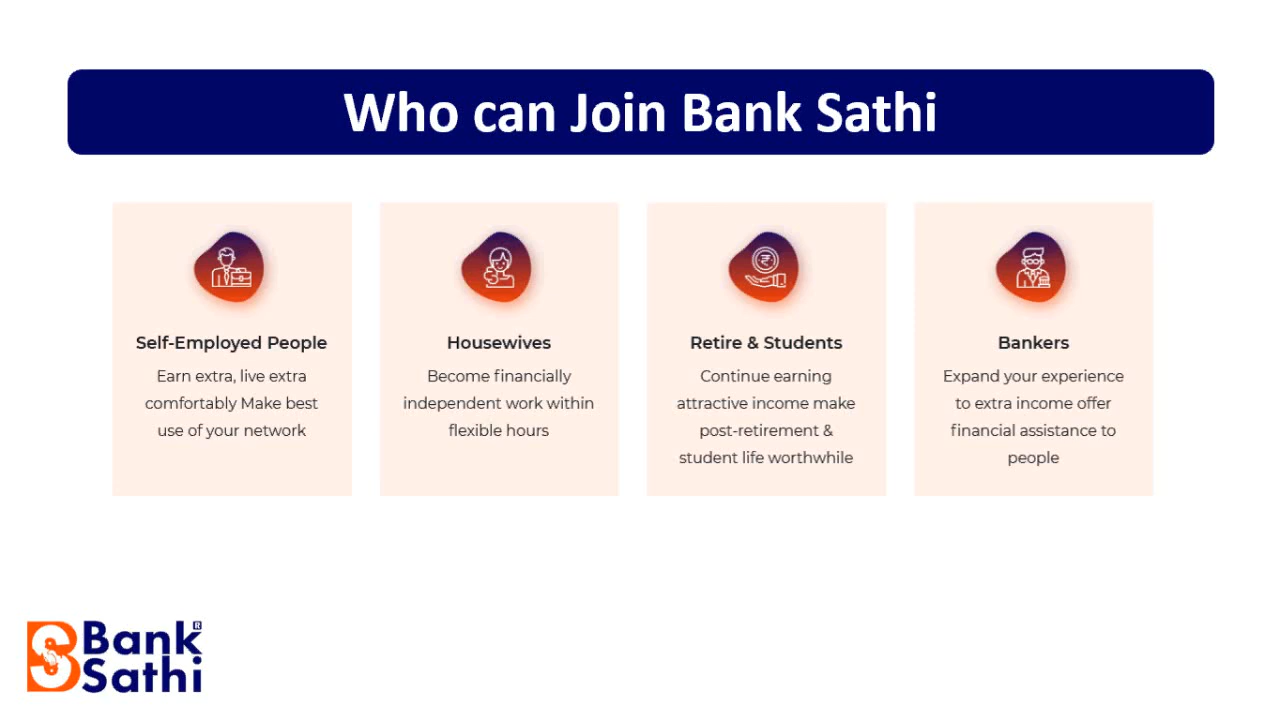 Who can Join Bank Sathi
Self-Employed People
Earn extra, live extra
comfortably Make best
use of your network
Housewives
Become financially
independent work within
flexible hours
Retire & Students
Continue earning
attractive income make
post-retirement &
student life worthwhile
Bankers
Expand your experience
to extra income offer
financial assistance to
people
Bank®
Sathi